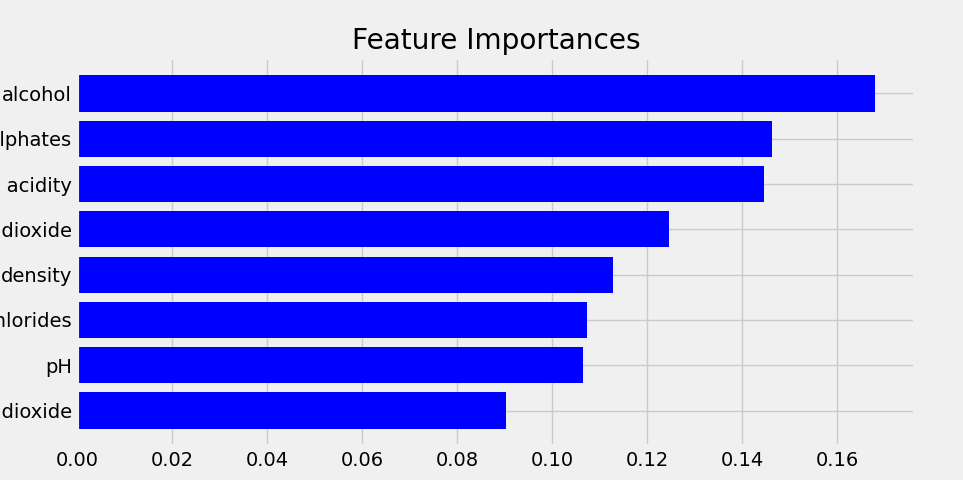 Feature Importances
alcohol
lphates
acidity
dioxide
density
hlorides
pH
dioxide
0.00 0.02 0.04 0.06 0.08 0.10 0.12 0.14 0.16